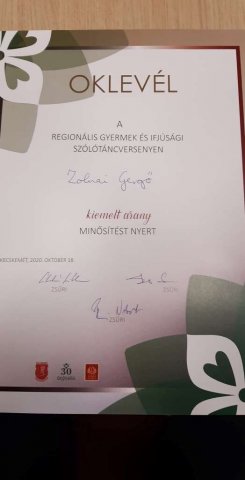 OKLEVÉL
A
REGIONÁLIS GYERMEK ÉS IFJÚSÁGI
SZÓLÓTÁNCVERSENYEN
Zolnai Gergő
kiemelt arany
MINŐSÍTÉST NYERT
KECSKEMÉT, 2020. OKTÓBER 18.
ZSŰRI
ZSŰRI
ZSŰRI
30